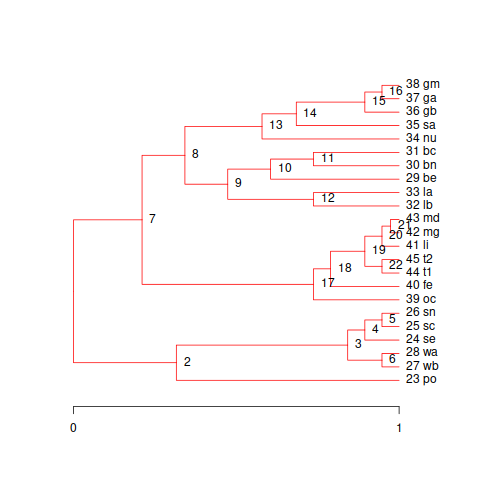 38 gm
16
37 ga
15
36 gb
14
35 sa
13
34 nu
8
31 bc
11
30 bn
10
29 be
9
33 la
12
32 lb
7
43 md
21
42 mg
20
41 li
19
45 t2
22
44 t1
18
40 fe
17
39 oc
26 sn
5
25 sc
4
24 se
3
28 wa
6
27 wb
2
23 po
0 1